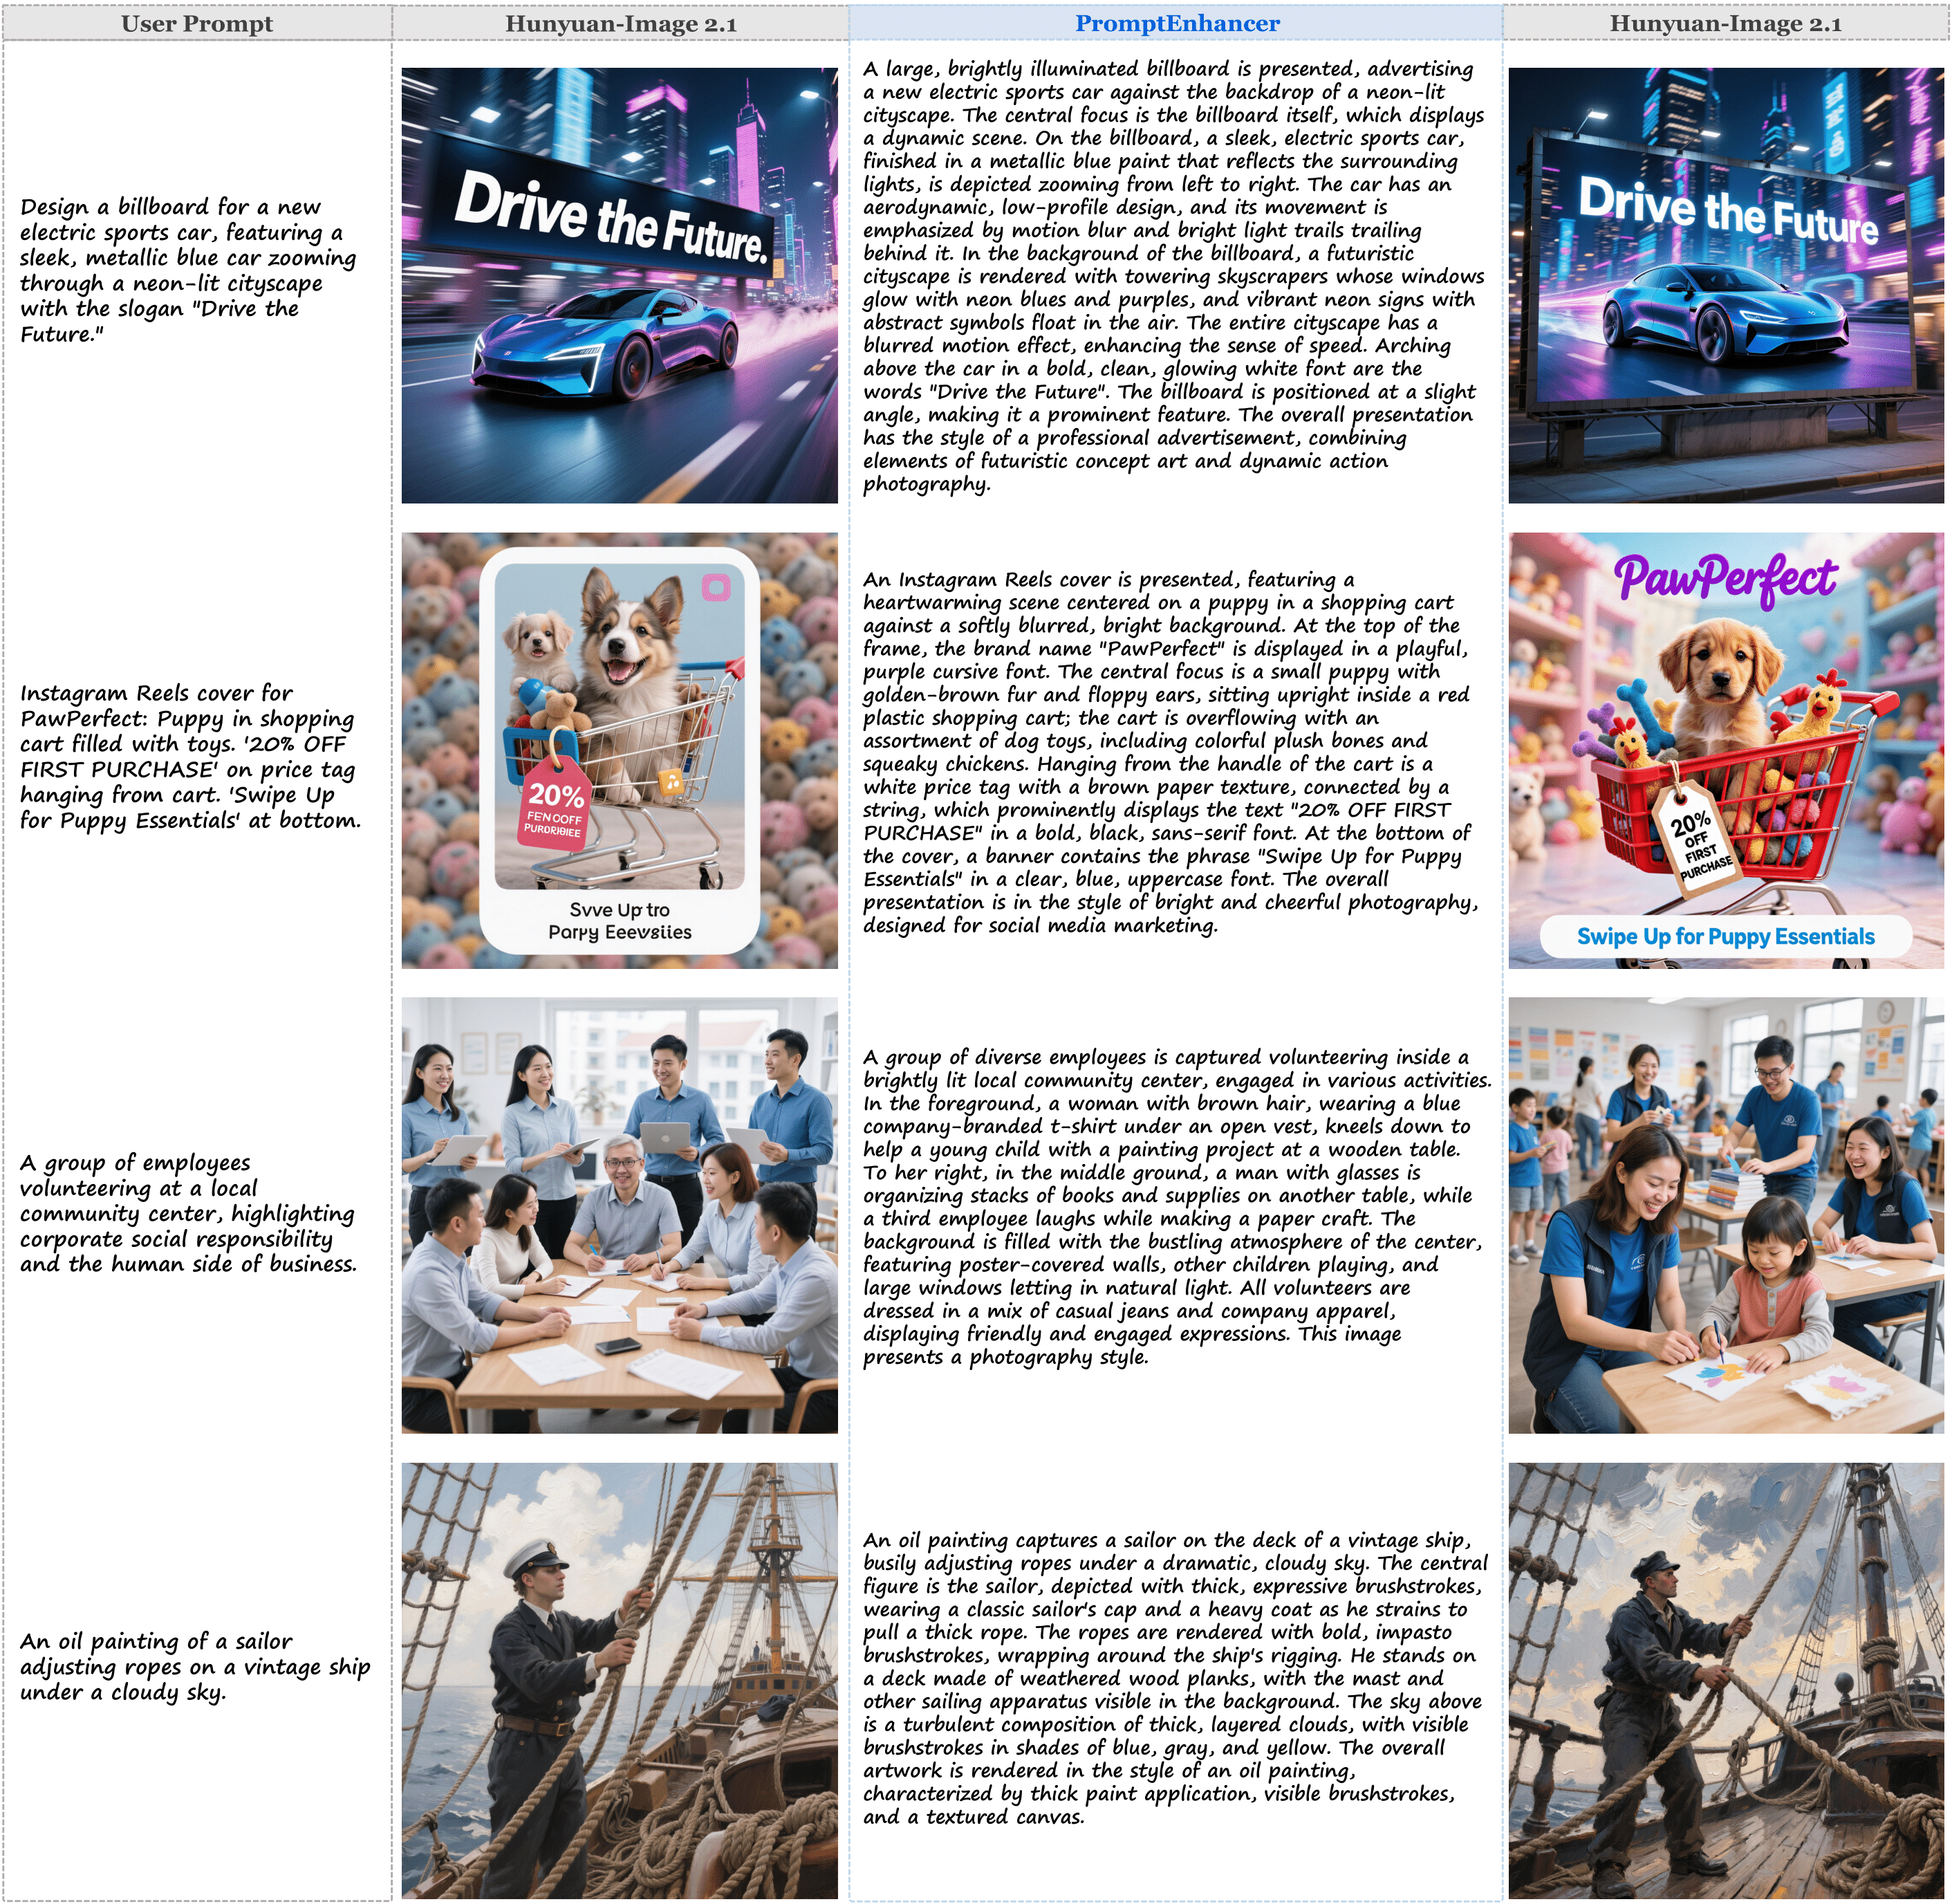 User Prompt
Hunyuan-Image 2.1
PromptEnhancer
Hunyuan-Image 2.1
Design a billboard for a new
electric sports car, featuring a
sleek, metallic blue car zooming
through a neon-lit cityscape
with the slogan "Drive the
Future."
Drive the Future.
A large, brightly illuminated billboard is presented, advertising
a new electric sports car against the backdrop of a neon-lit
cityscape. The central focus is the billboard itself, which displays
a dynamic scene. On the billboard, a sleek, electric sports car,
finished in a metallic blue paint that reflects the surrounding
lights, is depicted zooming from left to right. The car has an
aerodynamic, low-profile design, and its movement is
emphasized by motion blur and bright light trails trailing
behind it. In the background of the billboard, a futuristic
cityscape is rendered with towering skyscrapers whose windows
glow with neon blues and purples, and vibrant neon signs with
abstract symbols float in the air. The entire cityscape has a
blurred motion effect, enhancing the sense of speed. Arching
above the car in a bold, clean, glowing white font are the
words "Drive the Future". The billboard is positioned at a slight
angle, making it a prominent feature. The overall presentation
has the style of a professional advertisement, combining
elements of futuristic concept art and dynamic action
photography.
Drive the Future
Instagram Reels cover for
PawPerfect: Puppy in shopping
cart filled with toys. '20% OFF
FIRST PURCHASE' on price tag
hanging from cart. 'Swipe Up
for Puppy Essentials' at bottom.
20%
FEN OOFF
Svve Up tro
Parry Eeevsiies
An Instagram Reels cover is presented, featuring a
heartwarming scene centered on a puppy in a shopping cart
against a softly blurred, bright background. At the top of the
frame, the brand name "PawPerfect" is displayed in a playful,
purple cursive font. The central focus is a small puppy with
golden-brown fur and floppy ears, sitting upright inside a red
plastic shopping cart; the cart is overflowing with an
assortment of dog toys, including colorful plush bones and
squeaky chickens. Hanging from the handle of the cart is a
white price tag with a brown paper texture, connected by a
string, which prominently displays the text "20% OFF FIRST
PURCHASE" in a bold, black, sans-serif font. At the bottom of
the cover, a banner contains the phrase "Swipe Up for Puppy
Essentials" in a clear, blue, uppercase font. The overall
presentation is in the style of bright and cheerful photography,
designed for social media marketing.
PawPerfect
20%
OFF
FIRST
PURCHASE
Swipe Up for Puppy Essentials
A group of employees
volunteering at a local
community center, highlighting
corporate social responsibility
and the human side of business.
A group of diverse employees is captured volunteering inside a
brightly lit local community center, engaged in various activities.
In the foreground, a woman with brown hair, wearing a blue
company-branded t-shirt under an open vest, kneels down to
help a young child with a painting project at a wooden table.
To her right, in the middle ground, a man with glasses is
organizing stacks of books and supplies on another table, while
a third employee laughs while making a paper craft. The
background is filled with the bustling atmosphere of the center,
featuring poster-covered walls, other children playing, and
large windows letting in natural light. All volunteers are
dressed in a mix of casual jeans and company apparel,
displaying friendly and engaged expressions. This image
presents a photography style.
An oil painting of a sailor
adjusting ropes on a vintage ship
under a cloudy sky.
An oil painting captures a sailor on the deck of a vintage ship,
busily adjusting ropes under a dramatic, cloudy sky. The central
figure is the sailor, depicted with thick, expressive brushstrokes,
wearing a classic sailor's cap and a heavy coat as he strains to
pull a thick rope. The ropes are rendered with bold, impasto
brushstrokes, wrapping around the ship's rigging. He stands on
a deck made of weathered wood planks, with the mast and
other sailing apparatus visible in the background. The sky above
is a turbulent composition of thick, layered clouds, with visible
brushstrokes in shades of blue, gray, and yellow. The overall
artwork is rendered in the style of an oil painting,
characterized by thick paint application, visible brushstrokes,
and a textured canvas.